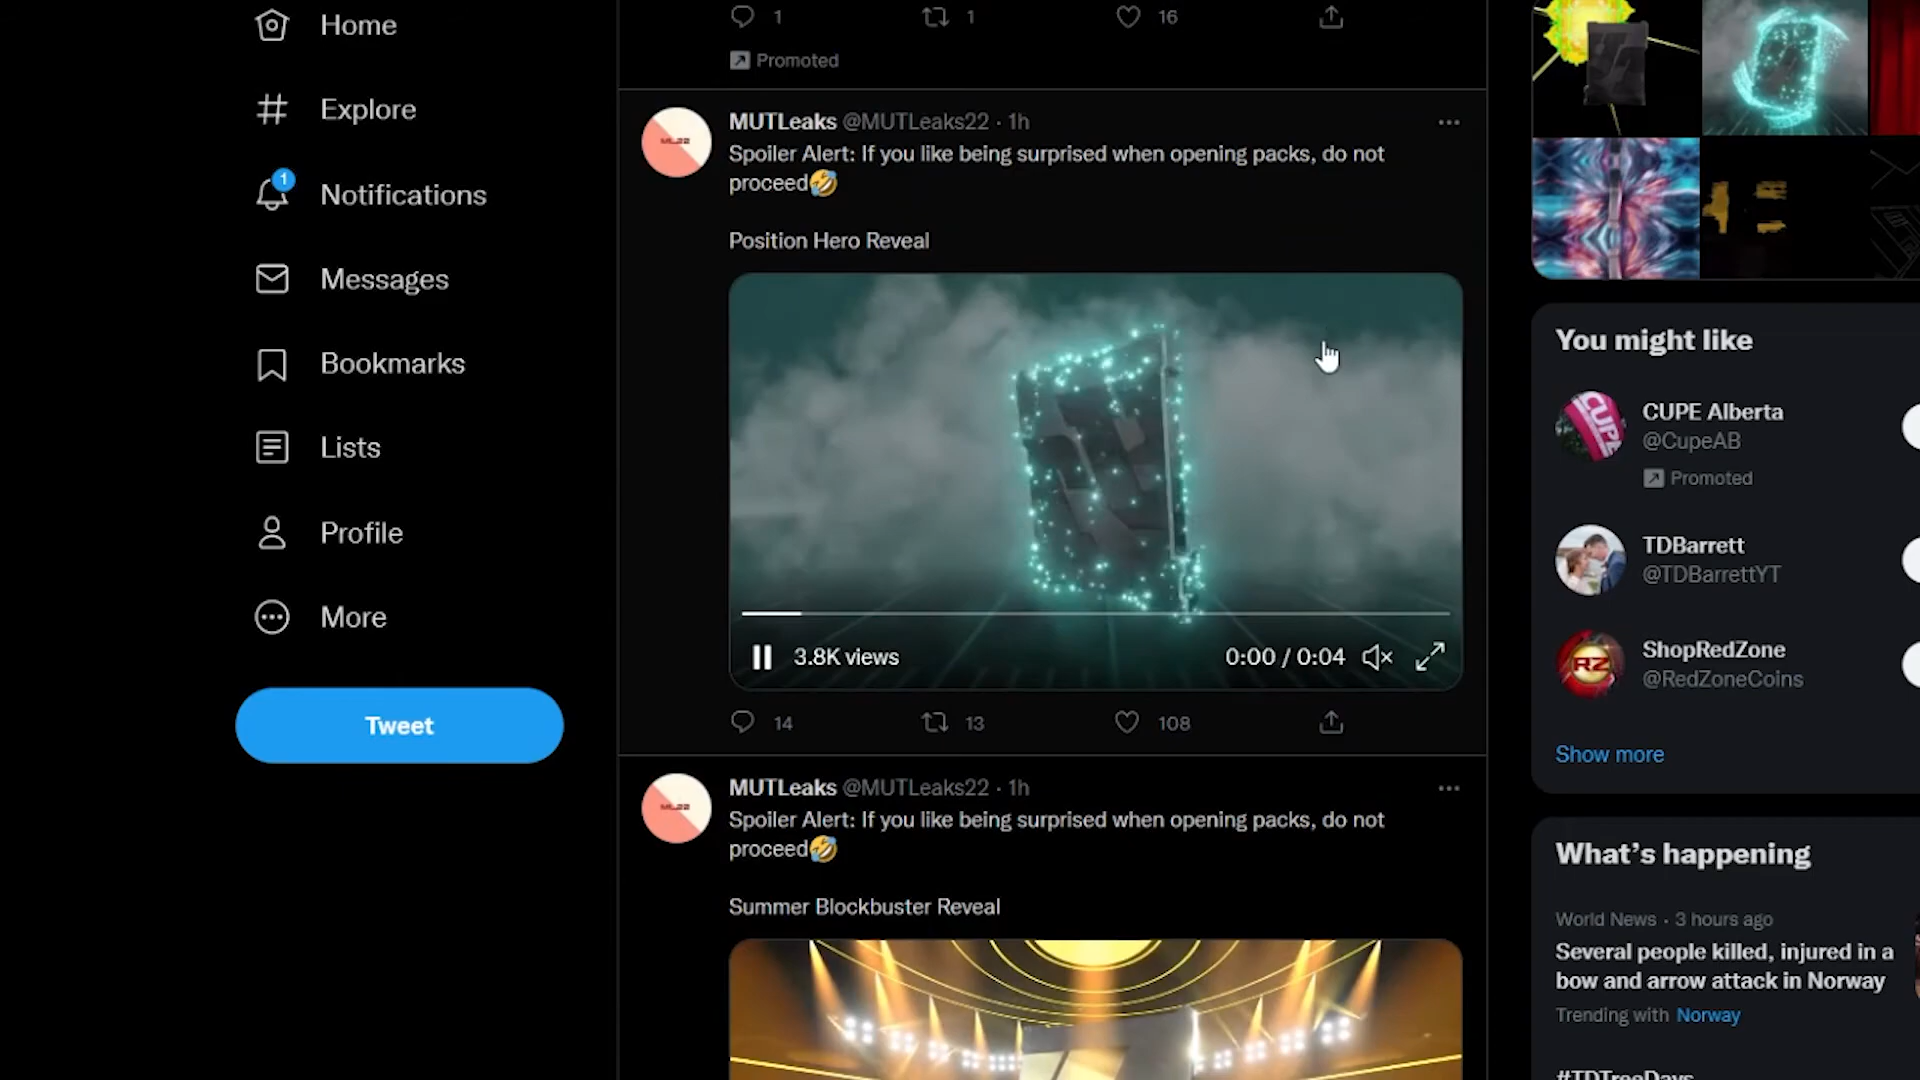 Home
Explore
1
Notifications
Messages
Bookmarks
Lists
Profile
More
Tweet
1 1 16
Promoted
MUTLeaks @MUTLeaks22 · 1h
Spoiler Alert: If you like being surprised when opening packs, do not
proceed🤣
Position Hero Reveal
3.8K views 0:00 / 0:04
14 13 108
MUTLeaks @MUTLeaks22 · 1h
Spoiler Alert: If you like being surprised when opening packs, do not
proceed🤣
Summer Blockbuster Reveal
You might like
CUPE
CUPE Alberta
@CupeAB
Promoted
TDBarrett
@TDBarrettYT
RZ
ShopRedZone
@RedZoneCoins
Show more
What's happening
World News · 3 hours ago
Several people killed, injured in a
bow and arrow attack in Norway
Trending with Norway
#TDTreeDays